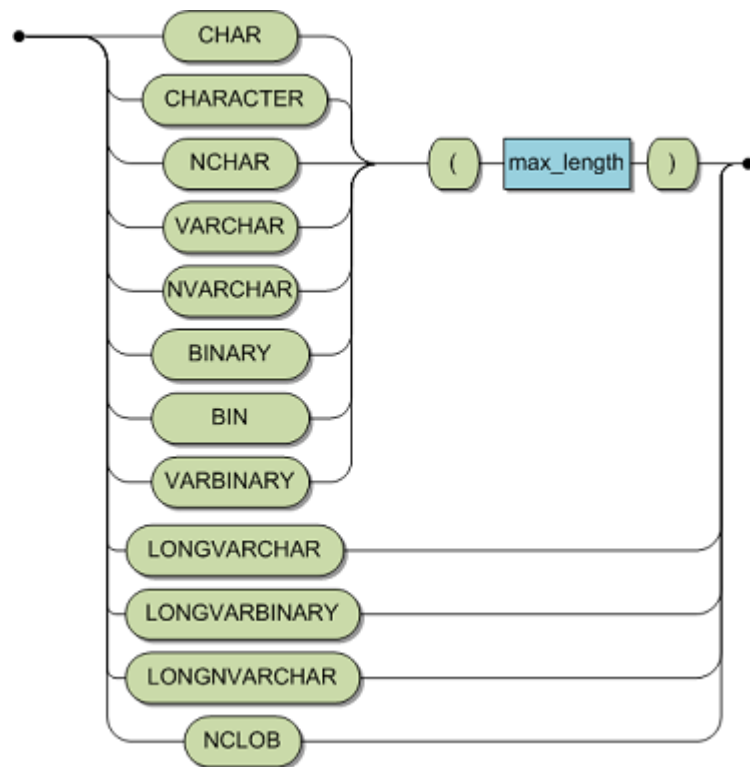 CHAR
CHARACTER
NCHAR ( max_length )
VARCHAR
NVARCHAR
BINARY
BIN
VARBINARY
LONGVARCHAR
LONGVARBINARY
LONGNVARCHAR
NCLOB